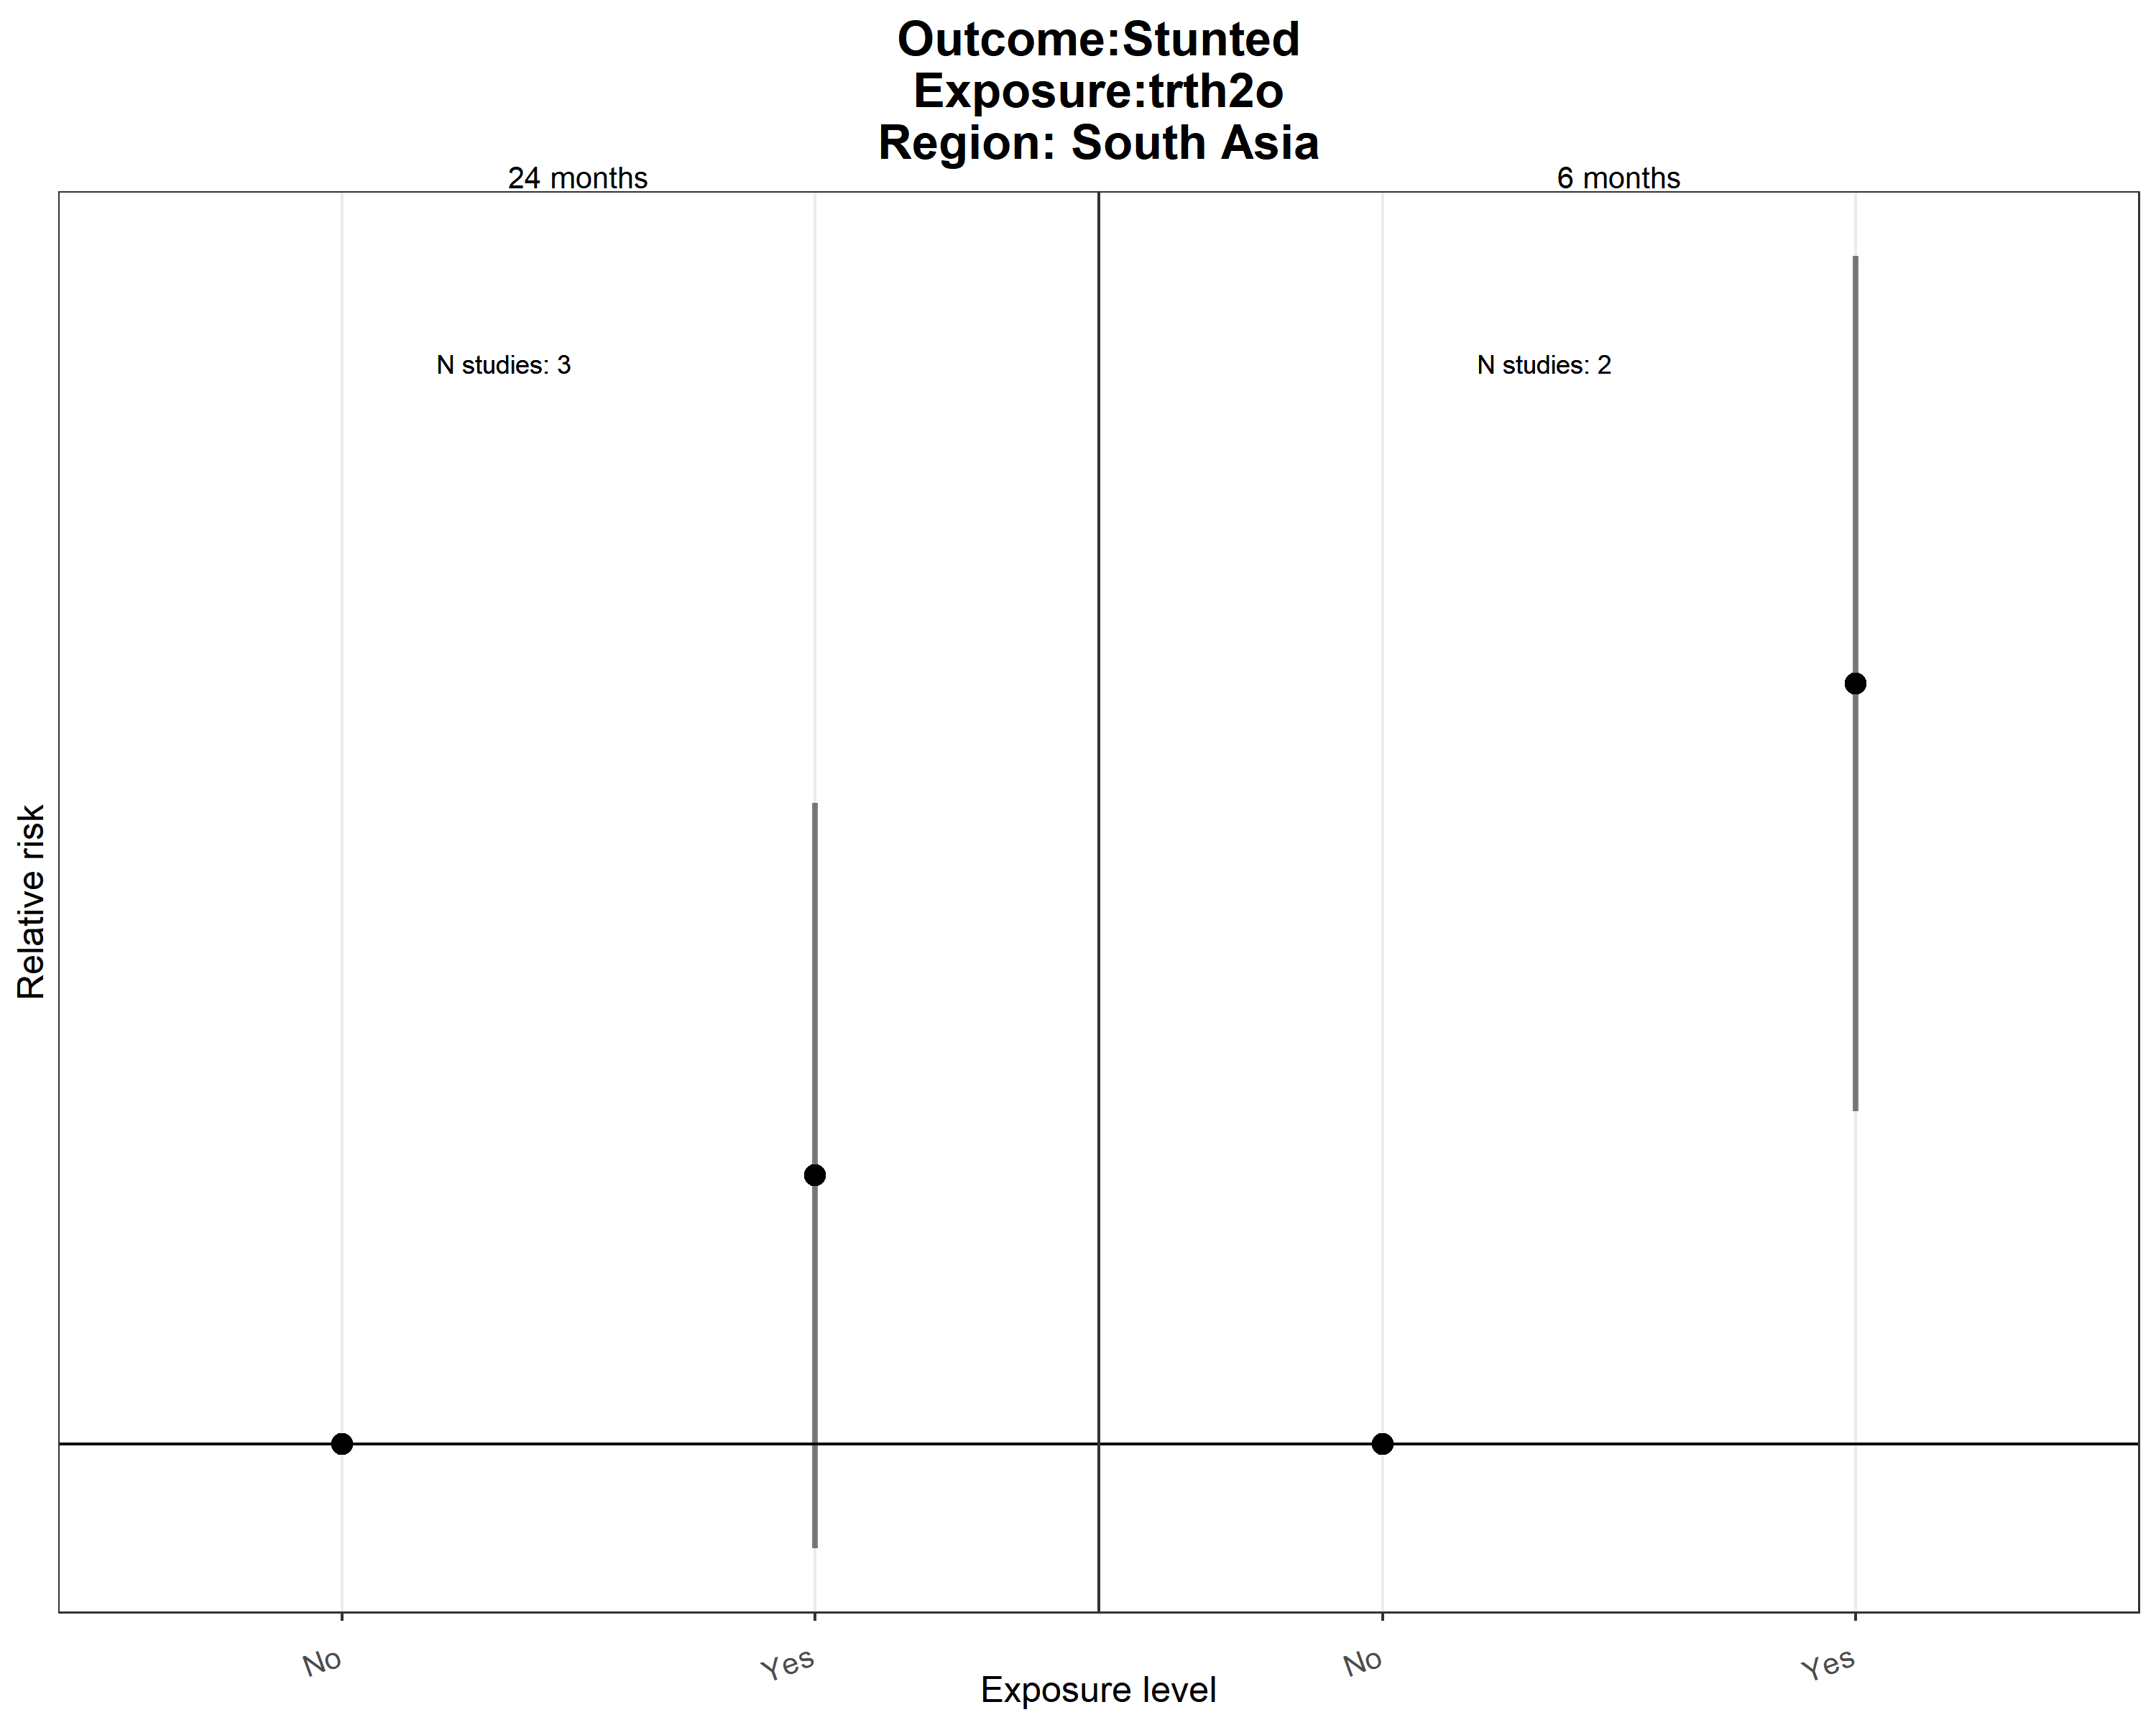 Outcome:Stunted
Exposure:trth2o
Region: South Asia
24 months
6 months
N studies: 3
N studies: 2
Relative risk
No
Yes
No
Yes
Exposure level